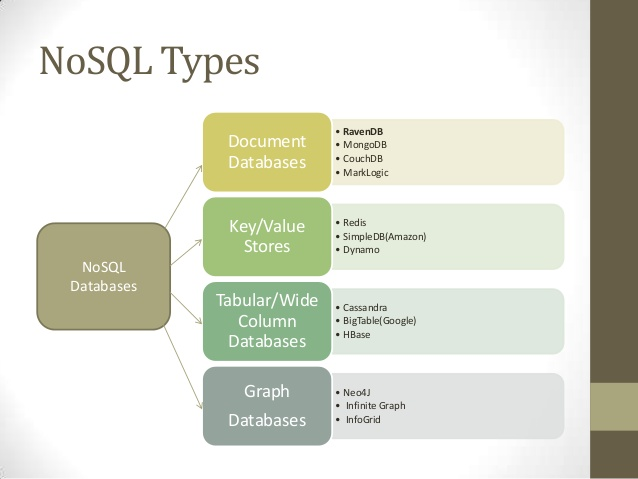 NoSQL Types
NoSQL
Databases
Document
Databases
• RavenDB
• MongoDB
• CouchDB
• MarkLogic
Key/Value
Stores
• Redis
• SimpleDB(Amazon)
• Dynamo
Tabular/Wide
Column
Databases
• Cassandra
• BigTable(Google)
• HBase
Graph
Databases
• Neo4J
• Infinite Graph
• InfoGrid